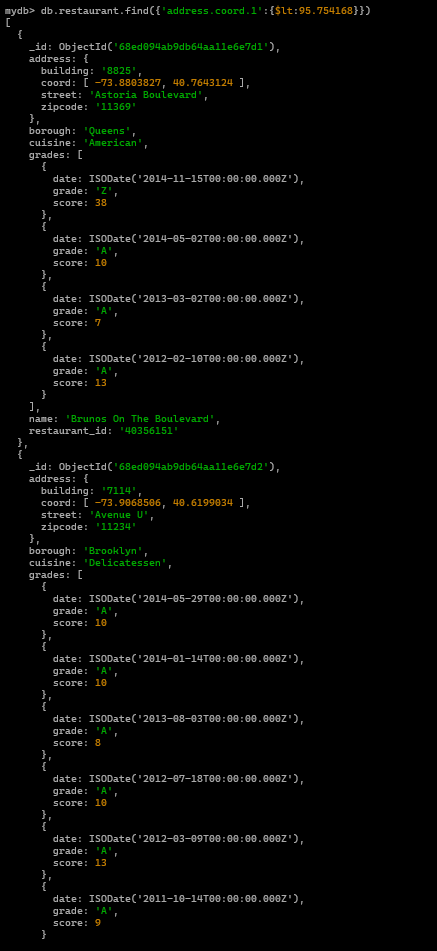 mydb> db.restaurant.find({'address.coord.1':{$lt:95.754168}})
[
  {
    _id: ObjectId('68ed094ab9db64aa11e6e7d1'),
    address: {
      building: '8825',
      coord: [ -73.8803827, 40.7643124 ],
      street: 'Astoria Boulevard',
      zipcode: '11369'
    },
    borough: 'Queens',
    cuisine: 'American',
    grades: [
      {
        date: ISODate('2014-11-15T00:00:00.000Z'),
        grade: 'Z',
        score: 38
      },
      {
        date: ISODate('2014-05-02T00:00:00.000Z'),
        grade: 'A',
        score: 10
      },
      {
        date: ISODate('2013-03-02T00:00:00.000Z'),
        grade: 'A',
        score: 7
      },
      {
        date: ISODate('2012-02-10T00:00:00.000Z'),
        grade: 'A',
        score: 13
      }
    ],
    name: 'Brunos On The Boulevard',
    restaurant_id: '40356151'
  },
  {
    _id: ObjectId('68ed094ab9db64aa11e6e7d2'),
    address: {
      building: '7114',
      coord: [ -73.9068506, 40.6199034 ],
      street: 'Avenue U',
      zipcode: '11234'
    },
    borough: 'Brooklyn',
    cuisine: 'Delicatessen',
    grades: [
      {
        date: ISODate('2014-05-29T00:00:00.000Z'),
        grade: 'A',
        score: 10
      },
      {
        date: ISODate('2014-01-14T00:00:00.000Z'),
        grade: 'A',
        score: 10
      },
      {
        date: ISODate('2013-08-03T00:00:00.000Z'),
        grade: 'A',
        score: 8
      },
      {
        date: ISODate('2012-07-18T00:00:00.000Z'),
        grade: 'A',
        score: 10
      },
      {
        date: ISODate('2012-03-09T00:00:00.000Z'),
        grade: 'A',
        score: 13
      },
      {
        date: ISODate('2011-10-14T00:00:00.000Z'),
        grade: 'A',
        score: 9
      }